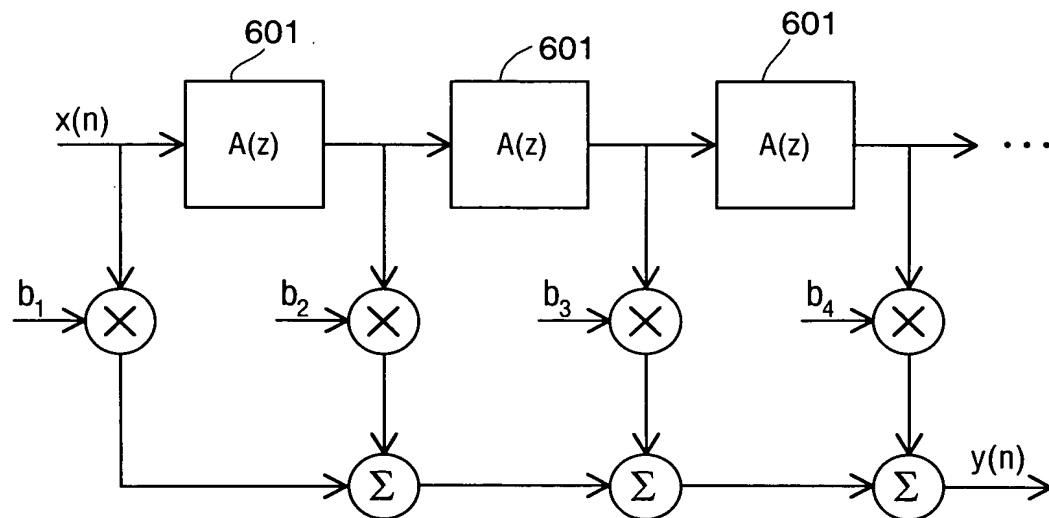 601
601
601
x(n)
A(z)
A(z)
A(z)
...
b1
b2
b3
b4
Σ
Σ
Σ
y(n)